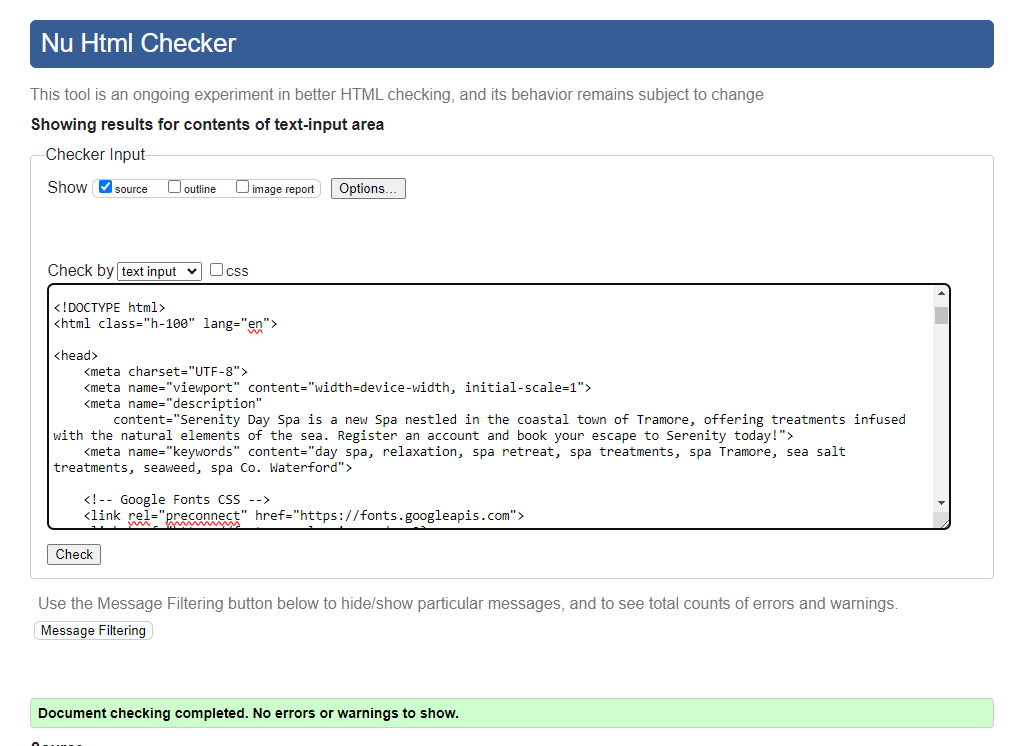 Nu Html Checker
This tool is an ongoing experiment in better HTML checking, and its behavior remains subject to change
Showing results for contents of text-input area
Checker Input
Show source outline image report Options...
Check by text input css
<!DOCTYPE html>
<html class="h-100" lang="en">
<head>
<meta charset="UTF-8">
<meta name="viewport" content="width=device-width, initial-scale=1">
<meta name="description"
content="Serenity Day Spa is a new Spa nestled in the coastal town of Tramore, offering treatments infused
with the natural elements of the sea. Register an account and book your escape to Serenity today!">
<meta name="keywords" content="day spa, relaxation, spa retreat, spa treatments, spa Tramore, sea salt
treatments, seaweed, spa Co. Waterford">
<!-- Google Fonts CSS -->
<link rel="preconnect" href="https://fonts.googleapis.com">
Check
Use the Message Filtering button below to hide/show particular messages, and to see total counts of errors and warnings.
Message Filtering
Document checking completed. No errors or warnings to show.